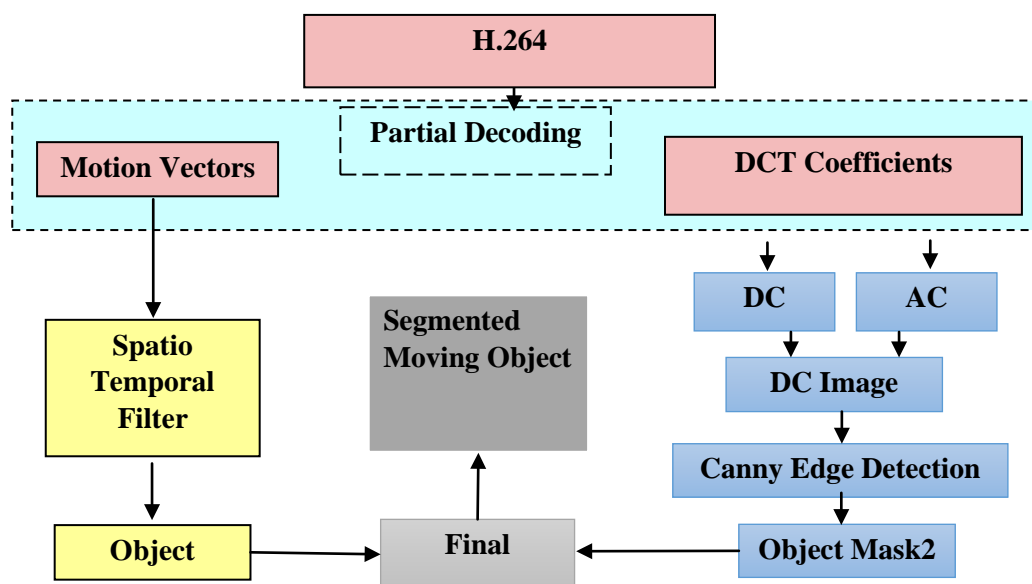 H.264
Partial Decoding
Motion Vectors
DCT Coefficients
DC
AC
Segmented
Moving Object
Spatio
Temporal
Filter
DC Image
Canny Edge Detection
Object
Final
Object Mask2